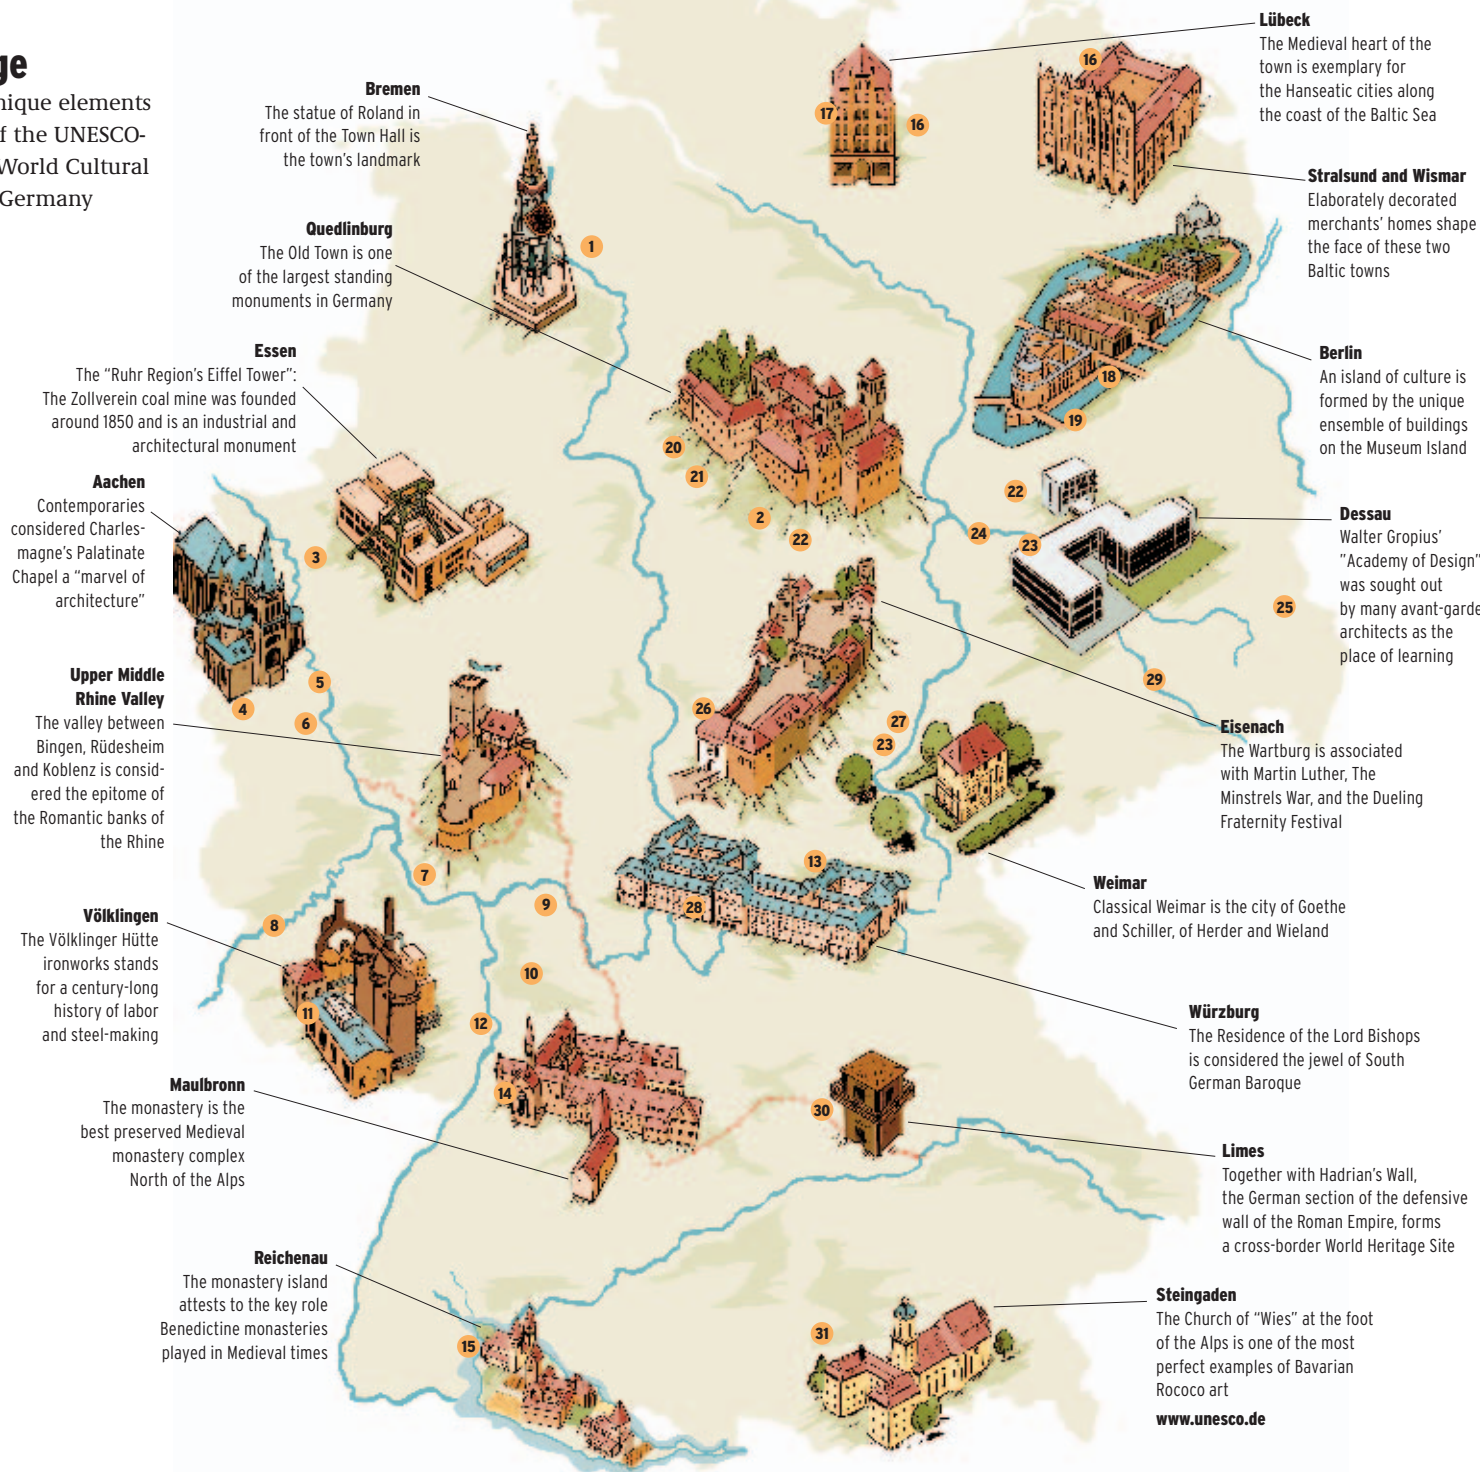 ge
nique elements
f the UNESCO-
World Cultural
Germany
Bremen
The statue of Roland in
front of the Town Hall is
the town's landmark
Quedlinburg
The Old Town is one
of the largest standing
monuments in Germany
Essen
The “Ruhr Region's Eiffel Tower”:
The Zollverein coal mine was founded
around 1850 and is an industrial and
architectural monument
Aachen
Contemporaries
considered Charles-
magne's Palatinate
Chapel a “marvel of
architecture”
Upper Middle
Rhine Valley
The valley between
Bingen, Rüdesheim
and Koblenz is consid-
ered the epitome of
the Romantic banks of
the Rhine
Völklingen
The Völklinger Hütte
ironworks stands
for a century-long
history of labor
and steel-making
Maulbronn
The monastery is the
best preserved Medieval
monastery complex
North of the Alps
Reichenau
The monastery island
attests to the key role
Benedictine monasteries
played in Medieval times
Lübeck
The Medieval heart of the
town is exemplary for
the Hanseatic cities along
the coast of the Baltic Sea
Stralsund and Wismar
Elaborately decorated
merchants' homes shape
the face of these two
Baltic towns
Berlin
An island of culture is
formed by the unique
ensemble of buildings
on the Museum Island
Dessau
Walter Gropius'
”Academy of Design”
was sought out
by many avant-garde
architects as the
place of learning
Eisenach
The Wartburg is associated
with Martin Luther, The
Minstrels War, and the Dueling
Fraternity Festival
Weimar
Classical Weimar is the city of Goethe
and Schiller, of Herder and Wieland
Würzburg
The Residence of the Lord Bishops
is considered the jewel of South
German Baroque
Limes
Together with Hadrian's Wall,
the German section of the defensive
wall of the Roman Empire, forms
a cross-border World Heritage Site
Steingaden
The Church of “Wies” at the foot
of the Alps is one of the most
perfect examples of Bavarian
Rococo art
www.unesco.de
16
17
16
1
18
19
20
21
22
2
22
24
23
3
25
5
4
6
29
26
27
23
13
7
9
28
8
10
11
12
14
30
31
15